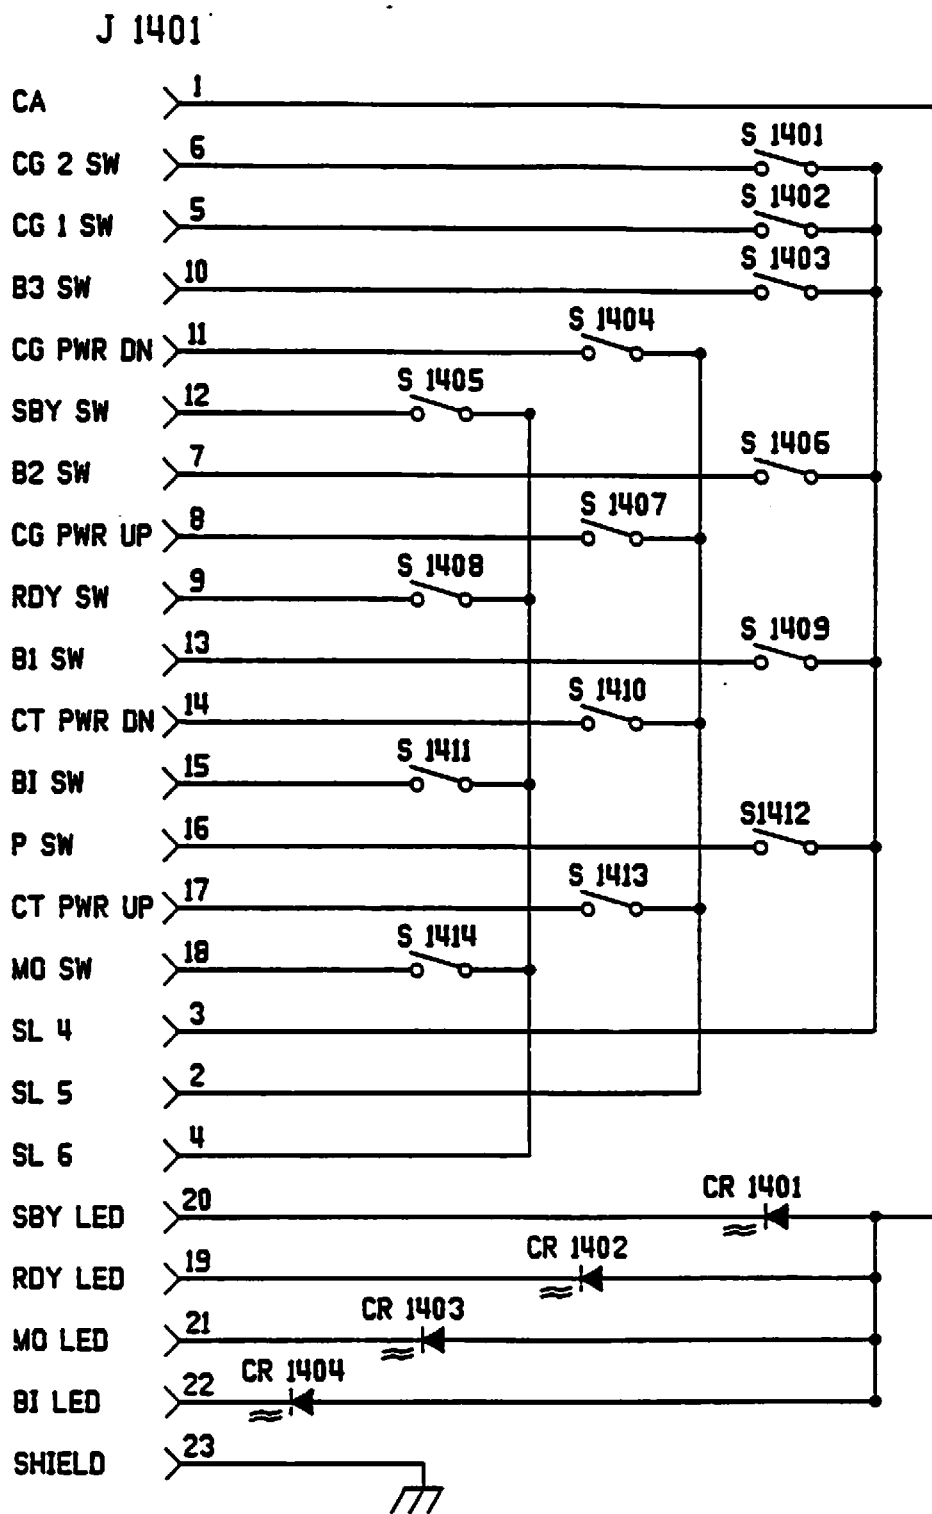 J 1401
CA 1
CG 2 SW 6 S 1401
CG 1 SW 5 S 1402
B3 SW 10 S 1403
CG PWR DN 11 S 1404
SBY SW 12 S 1405
B2 SW 7 S 1406
CG PWR UP 8 S 1407
RDY SW 9 S 1408
B1 SW 13 S 1409
CT PWR DN 14 S 1410
BI SW 15 S 1411
P SW 16 S1412
CT PWR UP 17 S 1413
MO SW 18 S 1414
SL 4 3
SL 5 2
SL 6 4
SBY LED 20 CR 1401
RDY LED 19 CR 1402
MO LED 21 CR 1403
BI LED 22 CR 1404
SHIELD 23